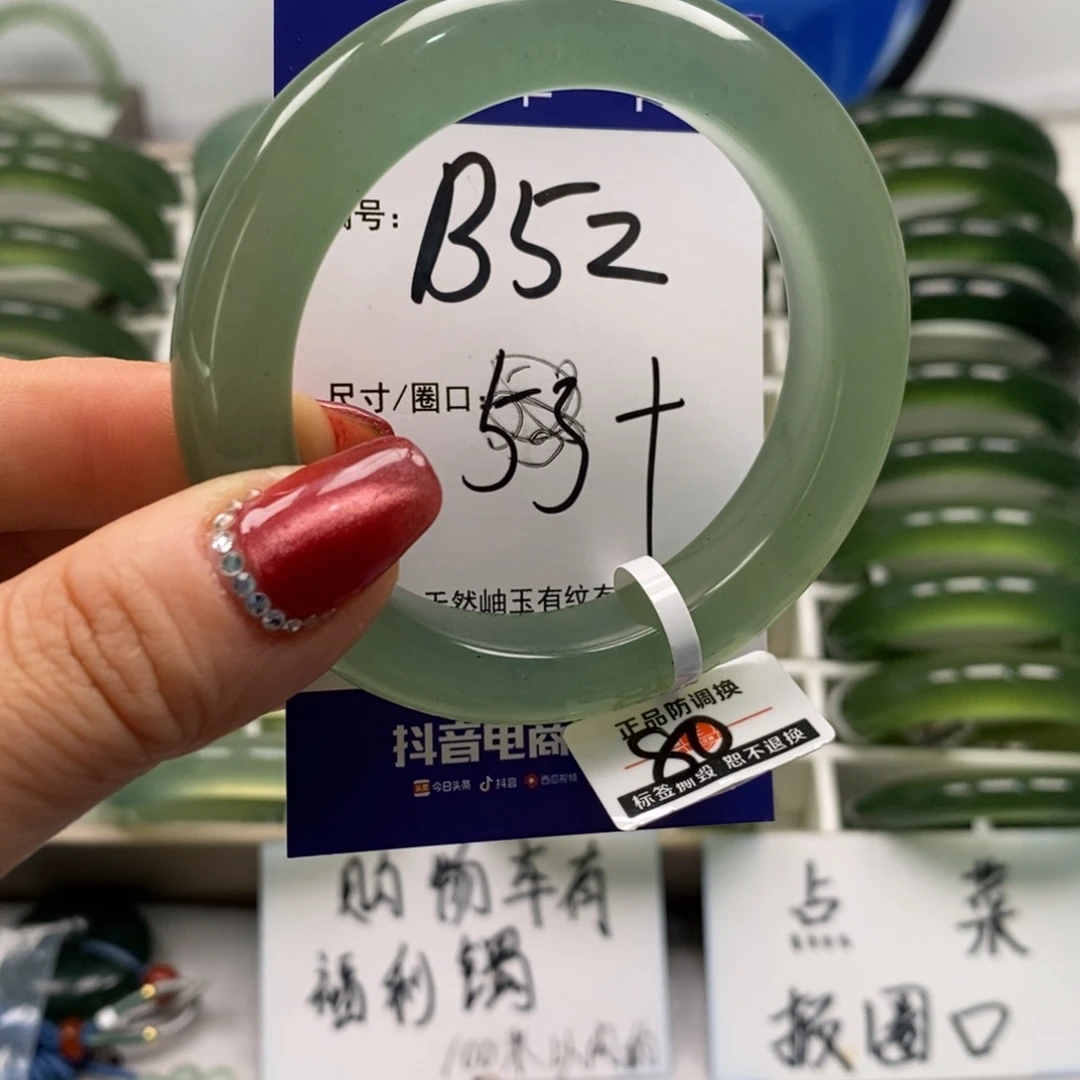 号：B52
尺寸/圈口：53+
天然岫玉有纹
抖音电商
今日头条 抖音 西瓜视频
正品防调换
80
标签撕毁 恕不退换
购物车有
福利镯
点菜
报圈口